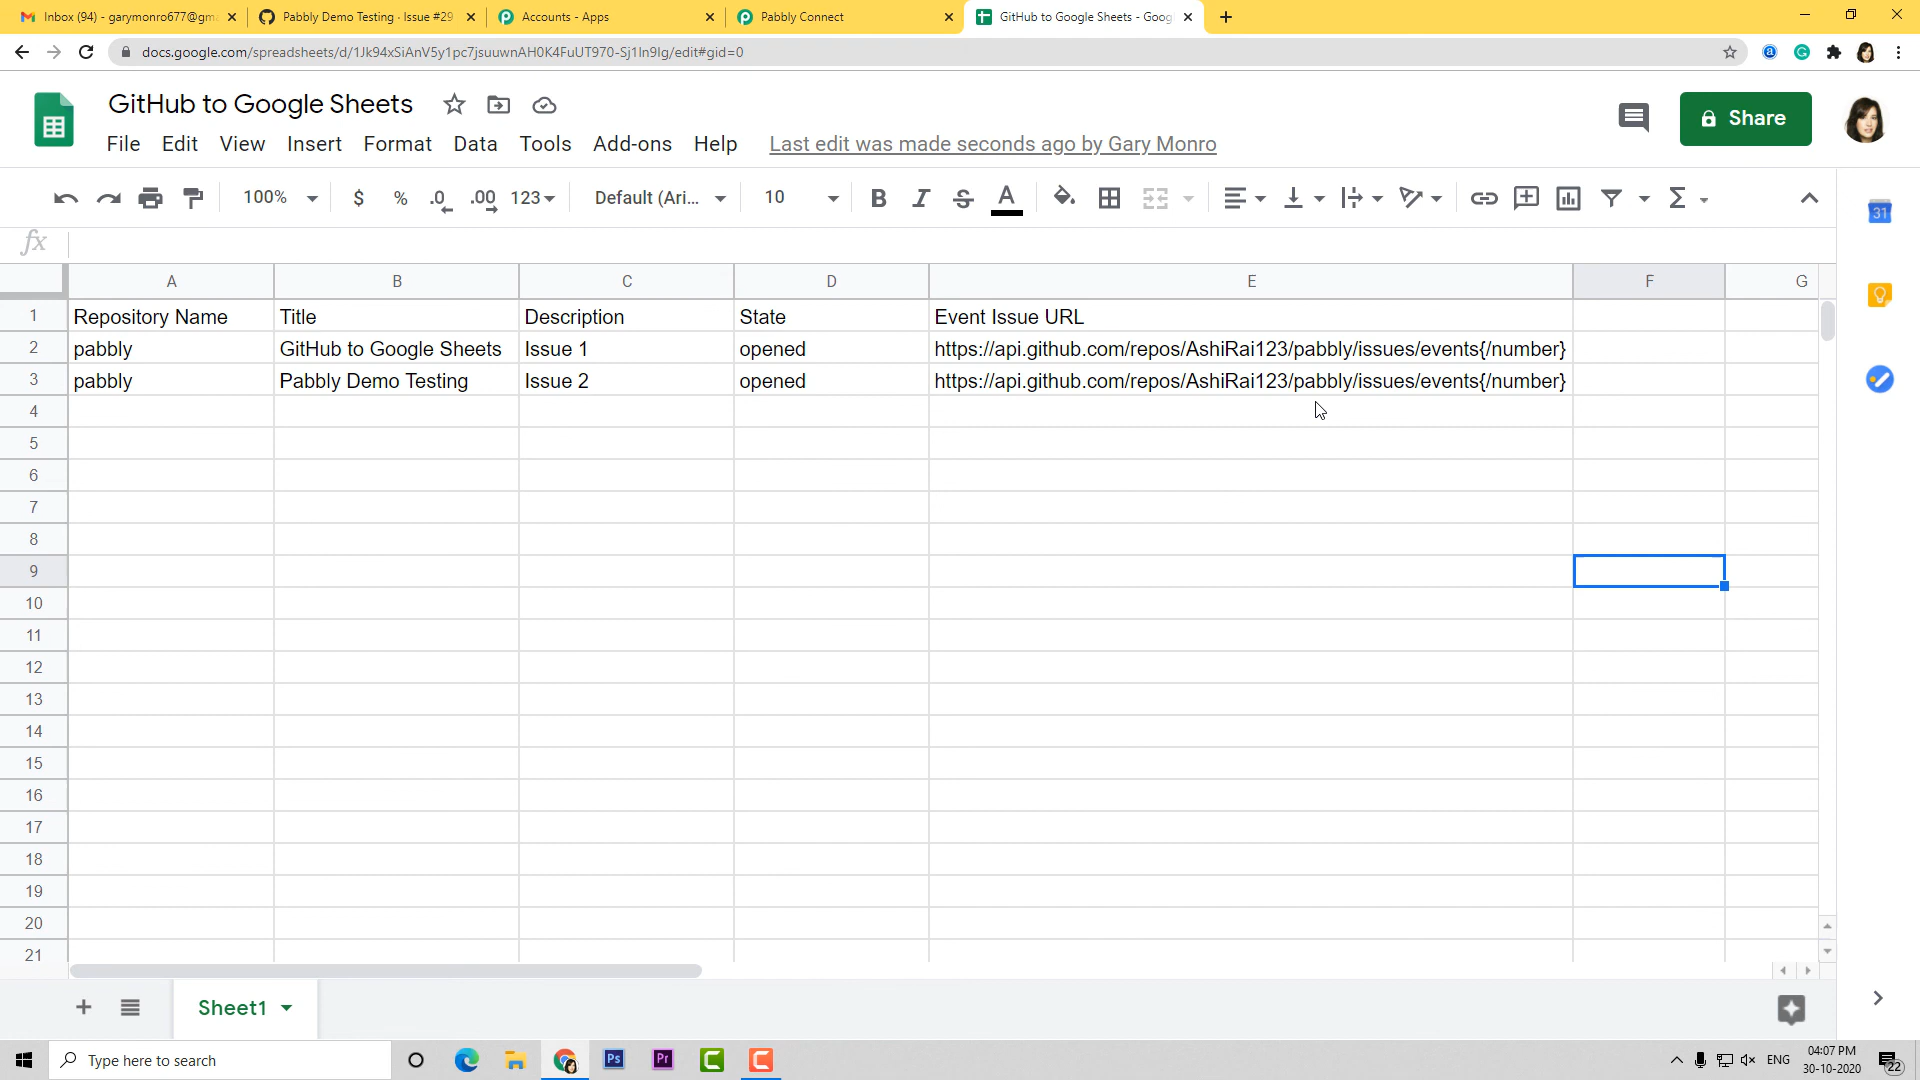 Inbox (94) - garymonro677@gm
Pabbly Demo Testing · Issue #29
Accounts - Apps
Pabbly Connect
GitHub to Google Sheets - Goog
docs.google.com/spreadsheets/d/1Jk94xSiAnV5y1pc7jsuuwnAH0K4FuUT970-Sj1In9Ig/edit#gid=0
GitHub to Google Sheets
Share
File Edit View Insert Format Data Tools Add-ons Help Last edit was made seconds ago by Gary Monro
100% $ % .0 .00 123 Default (Ari... 10 B I S A Σ
31
fx
A B C D E F G
1 Repository Name Title Description State Event Issue URL
2 pabbly GitHub to Google Sheets Issue 1 opened https://api.github.com/repos/AshiRai123/pabbly/issues/events{/number}
3 pabbly Pabbly Demo Testing Issue 2 opened https://api.github.com/repos/AshiRai123/pabbly/issues/events{/number}
4
5
6
7
8
9
10
11
12
13
14
15
16
17
18
19
20
21
Sheet1
Type here to search
Ps
Pr
ENG
04:07 PM
30-10-2020
22